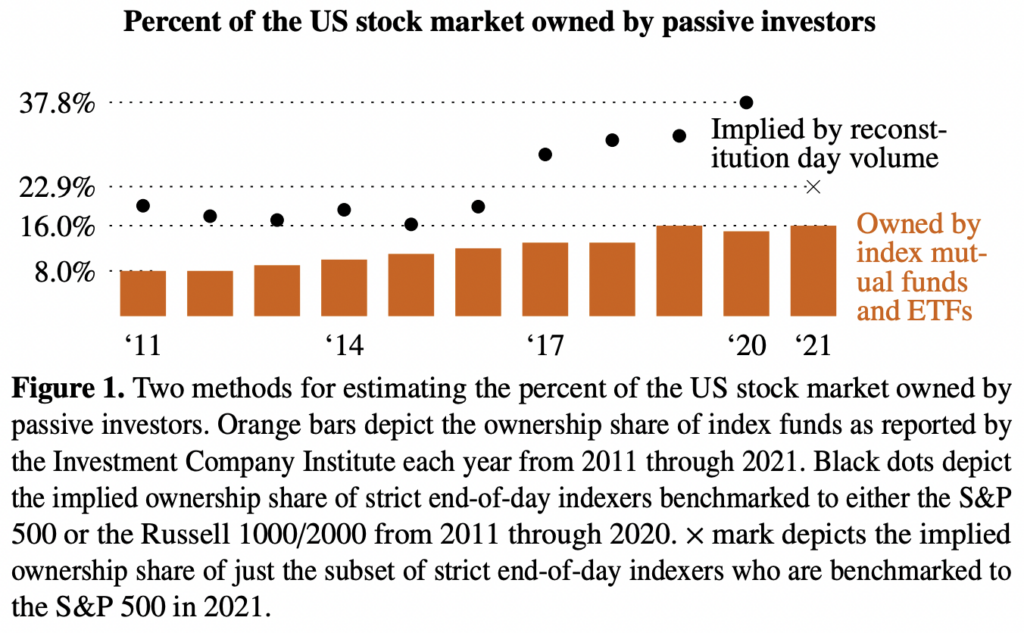 Percent of the US stock market owned by passive investors
37.8%
Implied by reconst-
itution day volume
22.9%
×
16.0%
Owned by
index mut-
ual funds
and ETFs
8.0%
‘11 ‘14 ‘17 ‘20 ‘21
Figure 1. Two methods for estimating the percent of the US stock market owned by
passive investors. Orange bars depict the ownership share of index funds as reported by
the Investment Company Institute each year from 2011 through 2021. Black dots depict
the implied ownership share of strict end-of-day indexers benchmarked to either the S&P
500 or the Russell 1000/2000 from 2011 through 2020. × mark depicts the implied
ownership share of just the subset of strict end-of-day indexers who are benchmarked to
the S&P 500 in 2021.